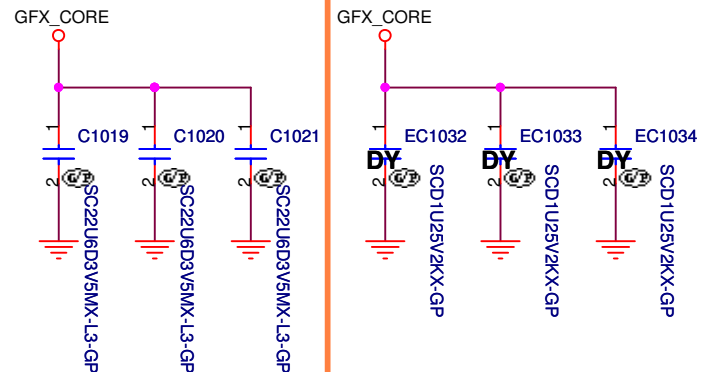 GFX_CORE
1
C1019
2
G/P
SC22U6D3V5MX-L3-GP
1
C1020
2
G/P
SC22U6D3V5MX-L3-GP
1
C1021
2
G/P
SC22U6D3V5MX-L3-GP
GFX_CORE
1
EC1032
DY
2
G/P
SCD1U25V2KX-GP
1
EC1033
DY
2
G/P
SCD1U25V2KX-GP
1
EC1034
DY
2
G/P
SCD1U25V2KX-GP